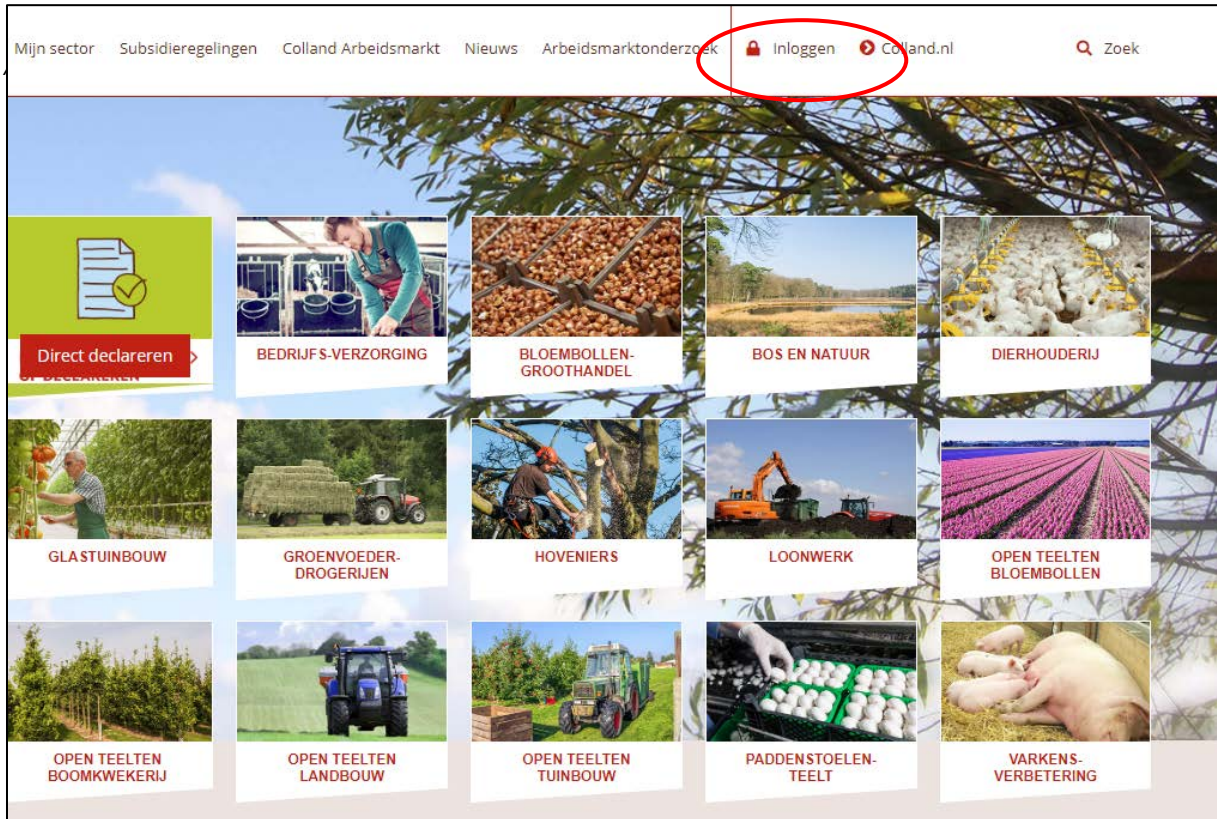 Mijn sector Subsidieregelingen Colland Arbeidsmarkt Nieuws Arbeidsmarktonderzoek Inloggen Colland.nl Zoek
Direct declareren
OP DECLAREREN
BEDRIJFS-VERZORGING
BLOEMBOLLEN-
GROOTHANDEL
BOS EN NATUUR
DIERHOUDERIJ
GLASTUINBOUW
GROENVOEDER-
DROGERIJEN
HOVENIERS
LOONWERK
OPEN TEELTEN
BLOEMBOLLEN
OPEN TEELTEN
BOOMKWEKERIJ
OPEN TEELTEN
LANDBOUW
OPEN TEELTEN
TUINBOUW
PADDENSTOELEN-
TEELT
VARKENS-
VERBETERING